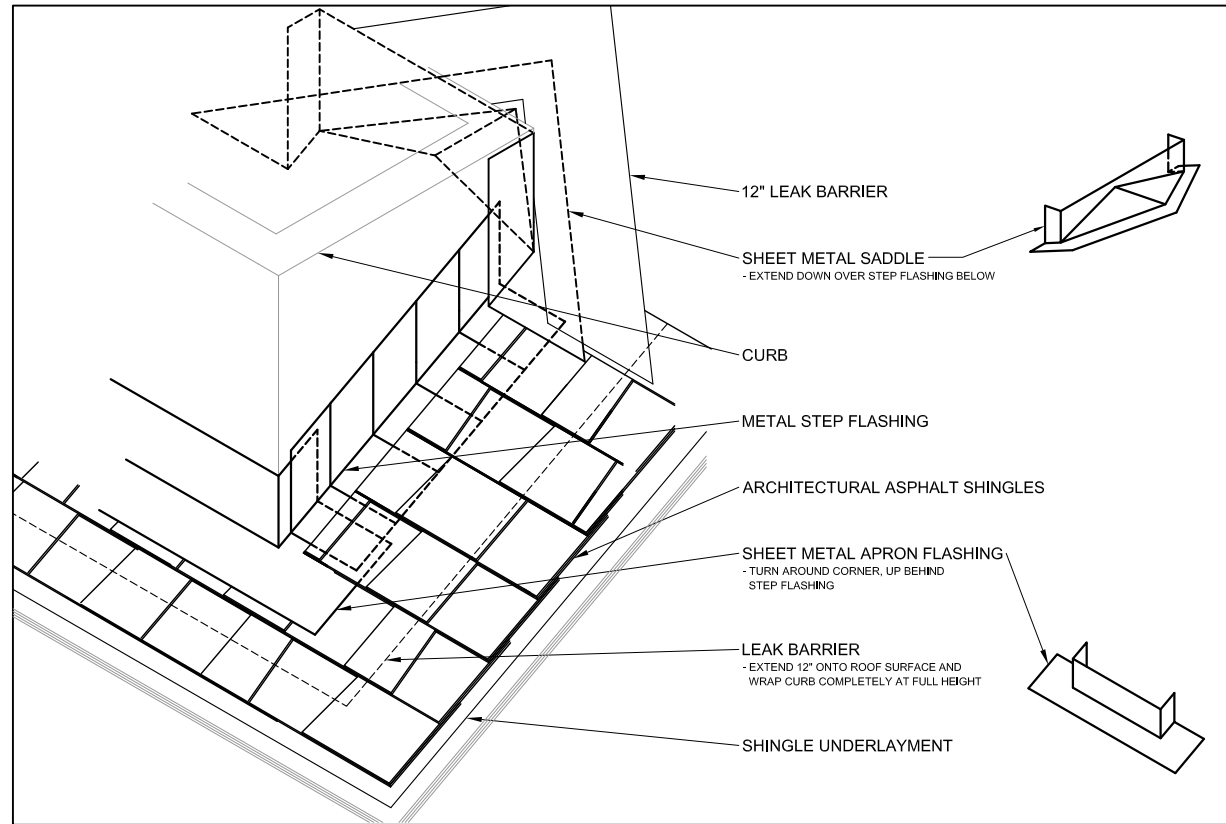 12" LEAK BARRIER
SHEET METAL SADDLE
- EXTEND DOWN OVER STEP FLASHING BELOW
CURB
METAL STEP FLASHING
ARCHITECTURAL ASPHALT SHINGLES
SHEET METAL APRON FLASHING
- TURN AROUND CORNER, UP BEHIND
STEP FLASHING
LEAK BARRIER
- EXTEND 12" ONTO ROOF SURFACE AND
WRAP CURB COMPLETELY AT FULL HEIGHT
SHINGLE UNDERLAYMENT